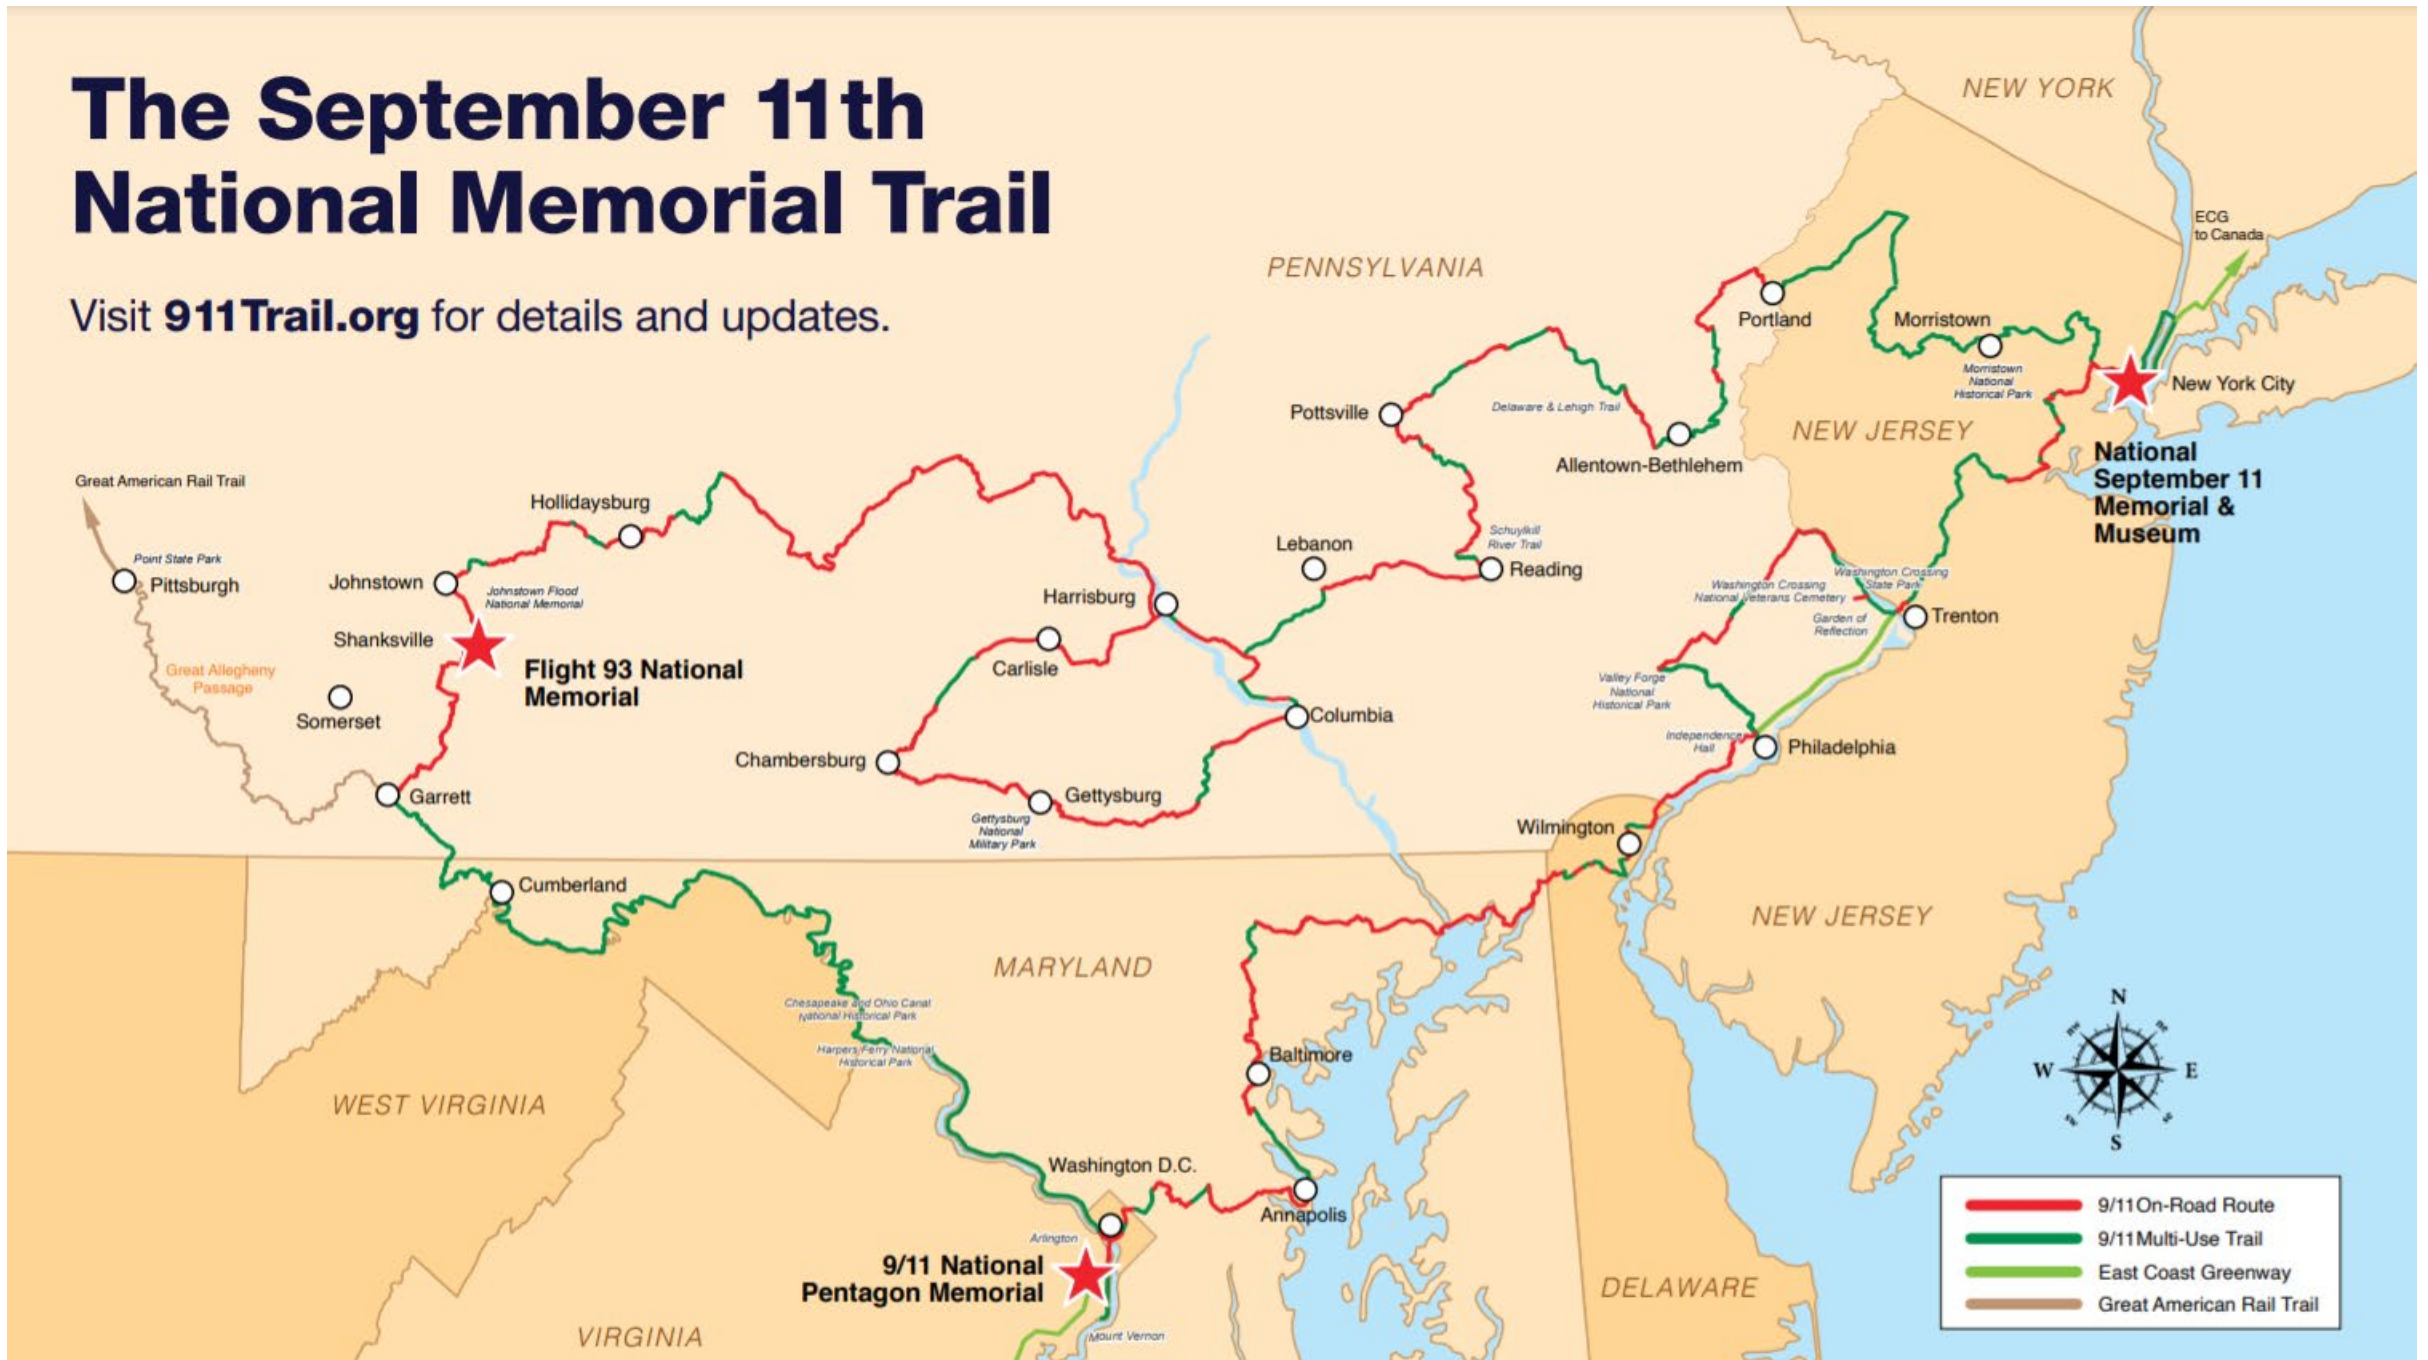 The September 11th
National Memorial Trail
Visit 911Trail.org for details and updates.
NEW YORK
ECG
to Canada
PENNSYLVANIA
Portland
Morristown
Morristown
National
Historical Park
New York City
National
September 11
Memorial &
Museum
NEW JERSEY
Pottsville
Delaware & Lehigh Trail
Allentown-Bethlehem
Great American Rail Trail
Hollidaysburg
Point State Park
Pittsburgh
Johnstown
Johnstown Flood
National Memorial
Shanksville
Flight 93 National
Memorial
Great Allegheny
Passage
Somerset
Garrett
Harrisburg
Carlisle
Lebanon
Schuylkill
River Trail
Reading
Columbia
Chambersburg
Gettysburg
Gettysburg
National
Military Park
Washington Crossing
State Park
Washington Crossing
National Veterans Cemetery
Garden of
Reflection
Trenton
Valley Forge
National
Historical Park
Independence
Hall
Philadelphia
Wilmington
Cumberland
MARYLAND
NEW JERSEY
Chesapeake and Ohio Canal
National Historical Park
Harpers Ferry National
Historical Park
Baltimore
WEST VIRGINIA
Washington D.C.
Annapolis
Arlington
9/11 National
Pentagon Memorial
Mount Vernon
VIRGINIA
DELAWARE
N
nw
ne
W
E
sw
se
S
9/11On-Road Route
9/11Multi-Use Trail
East Coast Greenway
Great American Rail Trail